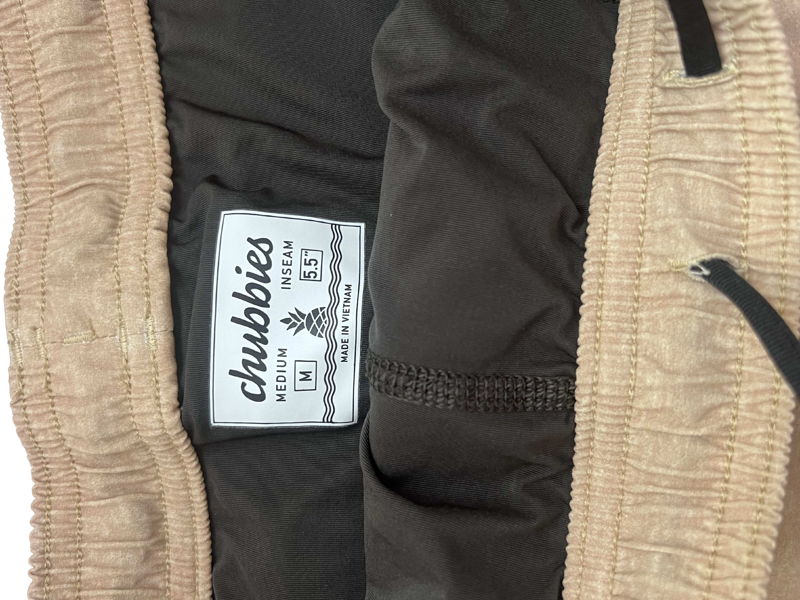 chubbies
MEDIUM INSEAM
M 5.5"
MADE IN VIETNAM